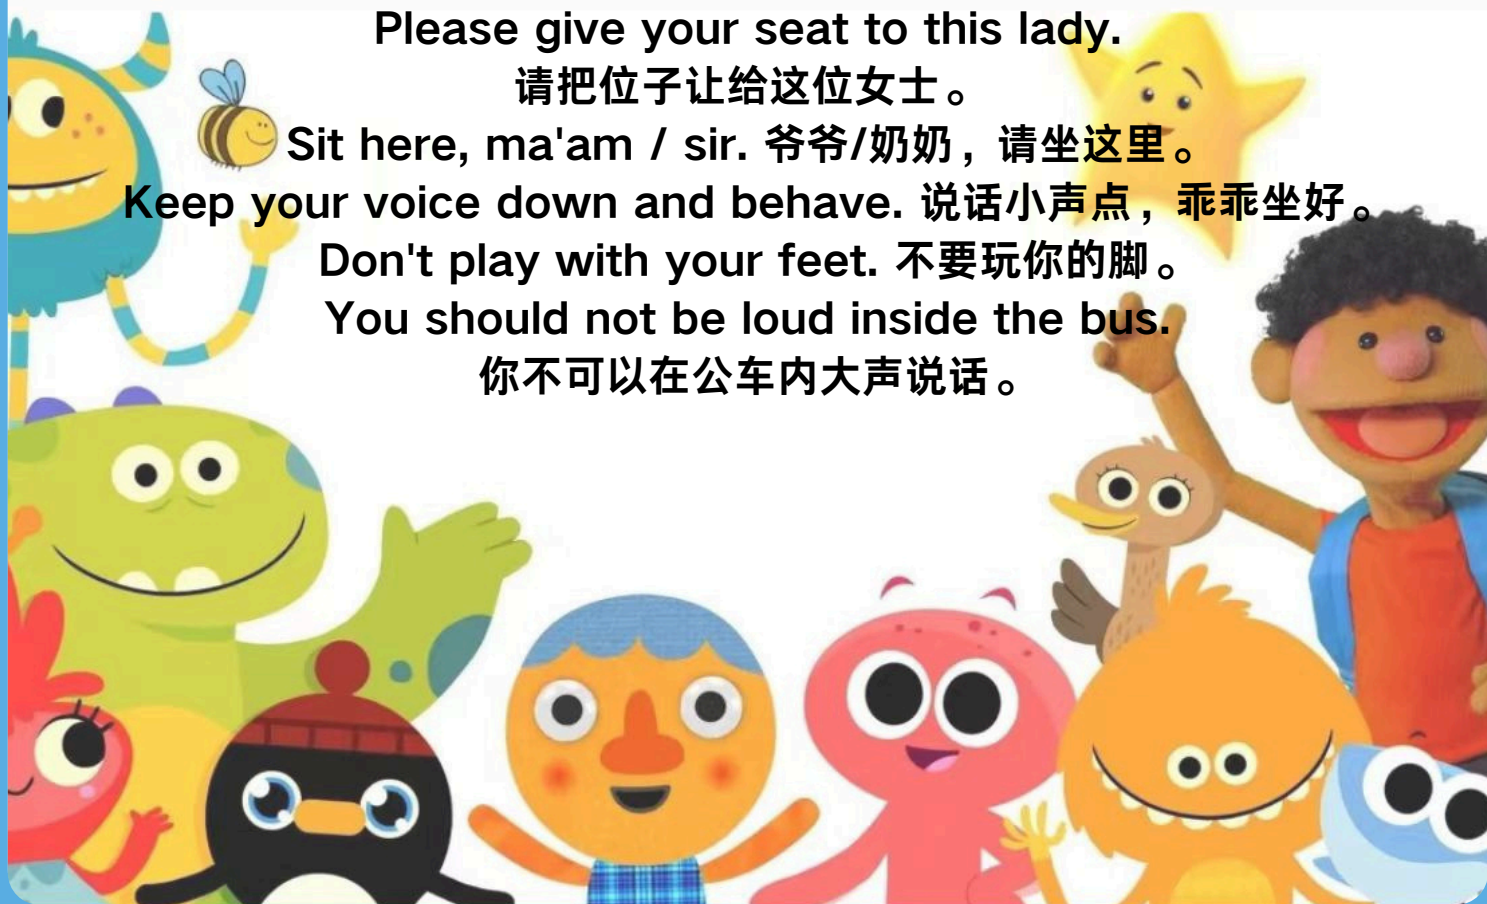 Please give your seat to this lady.
请把位子让给这位女士。
Sit here, ma'am / sir. 爷爷/奶奶，请坐这里。
Keep your voice down and behave. 说话小声点，乖乖坐好。
Don't play with your feet. 不要玩你的脚。
You should not be loud inside the bus.
你不可以在公车内大声说话。